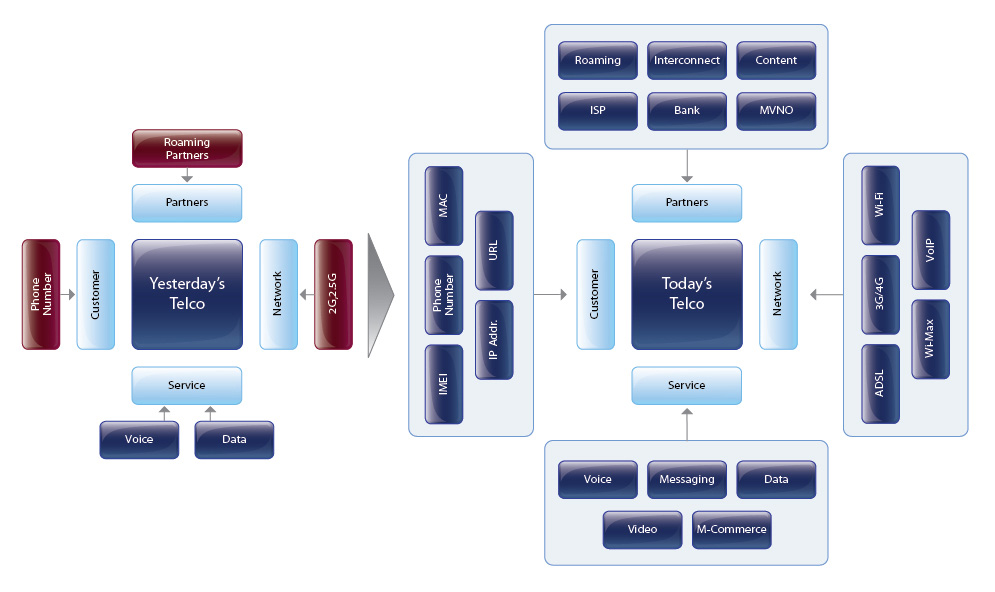 Roaming
Partners
Partners
Phone
Number
Customer
Yesterday's
Telco
Network
2G,2.5G
Service
Voice
Data
MAC
URL
Phone
Number
IP Addr.
IMEI
Roaming
Interconnect
Content
ISP
Bank
MVNO
Partners
Customer
Today's
Telco
Network
Service
Wi-Fi
VoIP
3G/4G
Wi-Max
ADSL
Voice
Messaging
Data
Video
M-Commerce